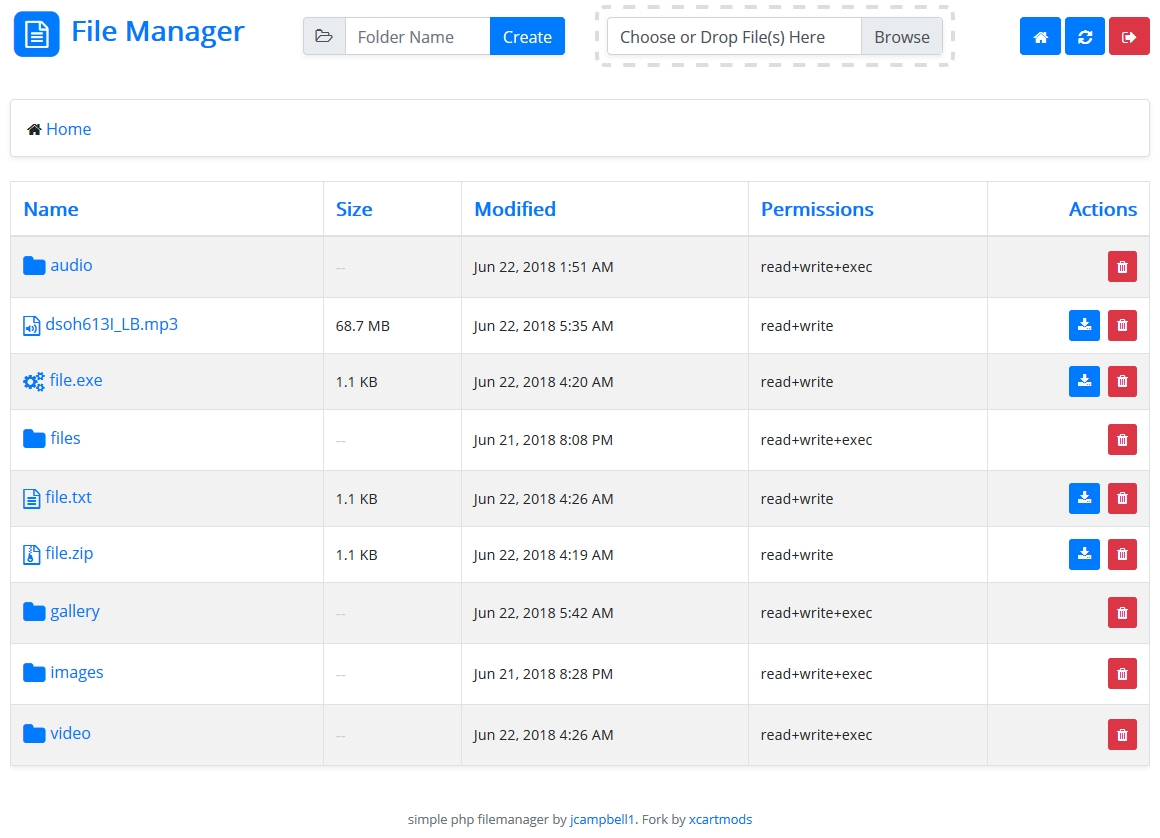 File Manager Folder Name Create Choose or Drop File(s) Here Browse
Home
Name Size Modified Permissions Actions
audio -- Jun 22, 2018 1:51 AM read+write+exec
dsoh613I_LB.mp3 68.7 MB Jun 22, 2018 5:35 AM read+write
file.exe 1.1 KB Jun 22, 2018 4:20 AM read+write
files -- Jun 21, 2018 8:08 PM read+write+exec
file.txt 1.1 KB Jun 22, 2018 4:26 AM read+write
file.zip 1.1 KB Jun 22, 2018 4:19 AM read+write
gallery -- Jun 22, 2018 5:42 AM read+write+exec
images -- Jun 21, 2018 8:28 PM read+write+exec
video -- Jun 22, 2018 4:26 AM read+write+exec
simple php filemanager by jcampbell1. Fork by xcartmods